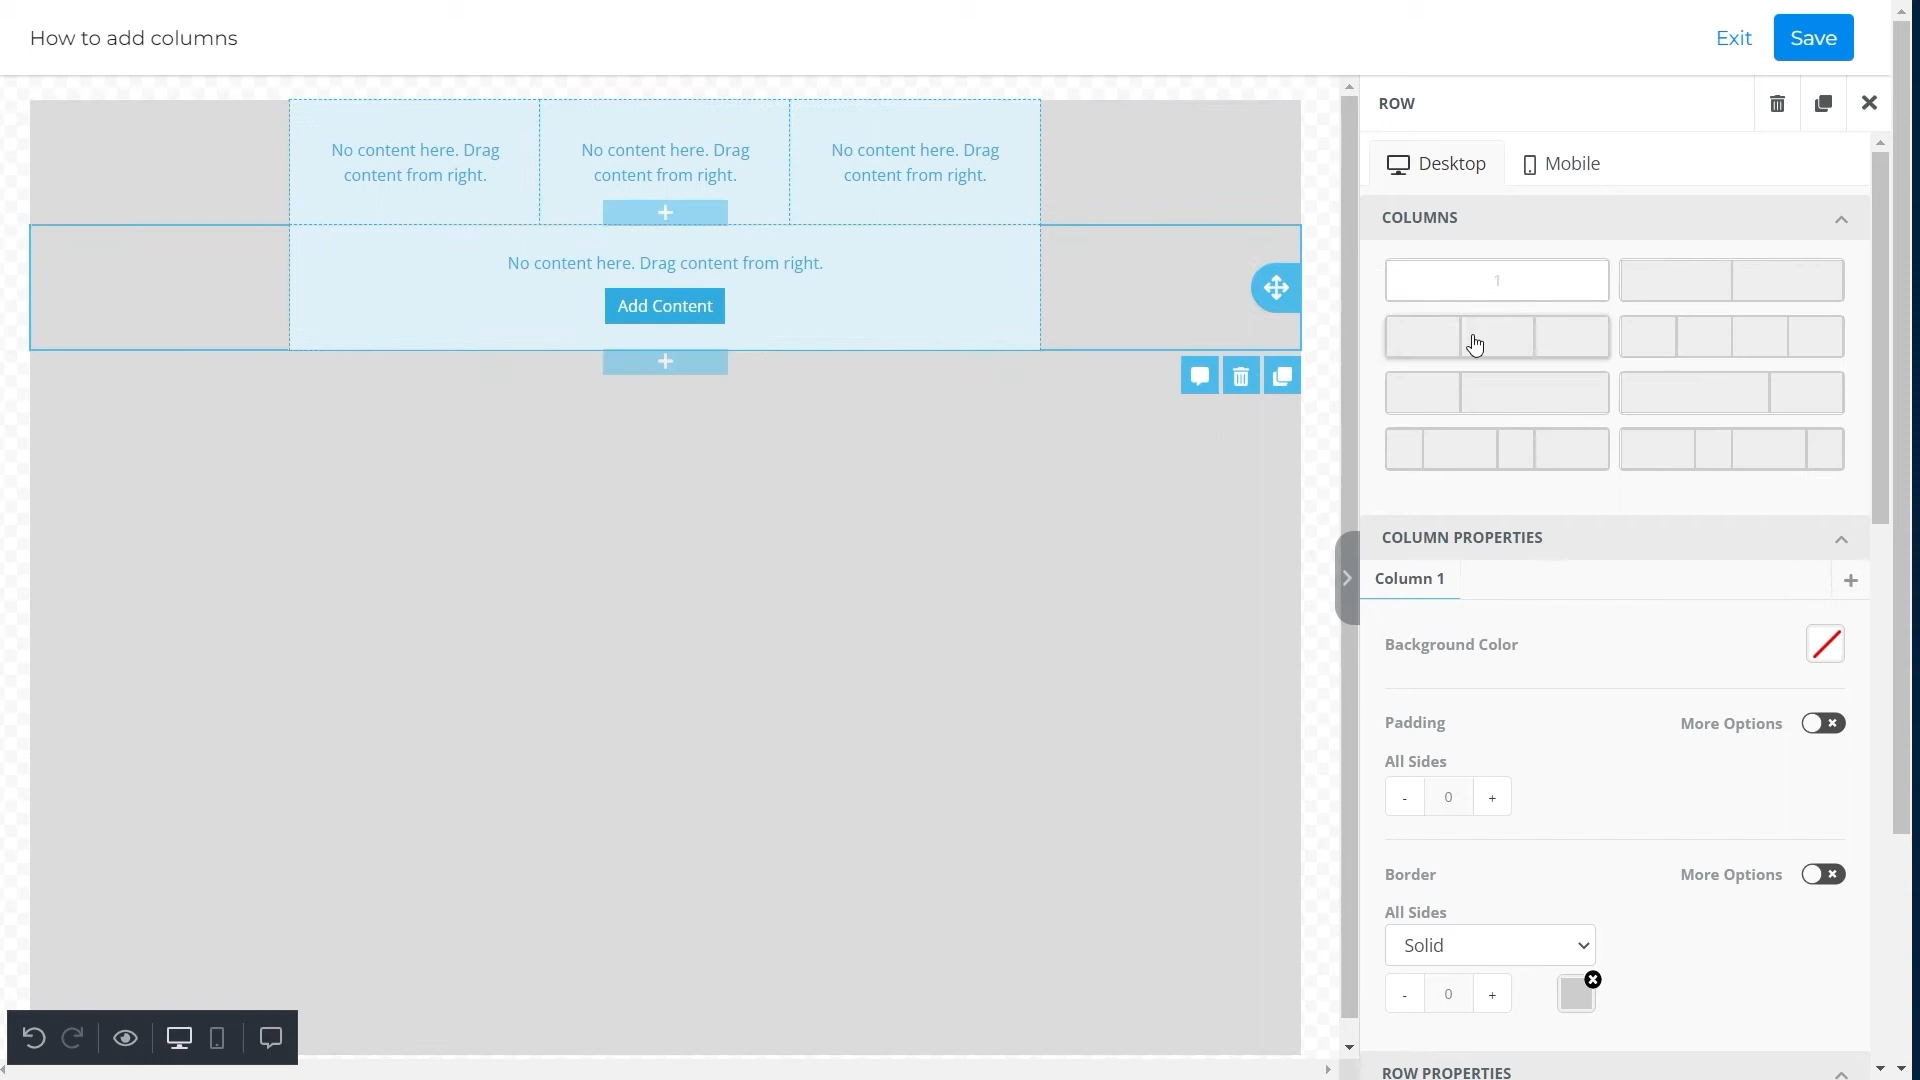 How to add columns
Exit
Save
No content here. Drag
content from right.
No content here. Drag
content from right.
No content here. Drag
content from right.
No content here. Drag content from right.
Add Content
ROW
Desktop
Mobile
COLUMNS
1
COLUMN PROPERTIES
Column 1
Background Color
Padding
More Options
All Sides
- 0 +
Border
More Options
All Sides
Solid
- 0 +
ROW PROPERTIES